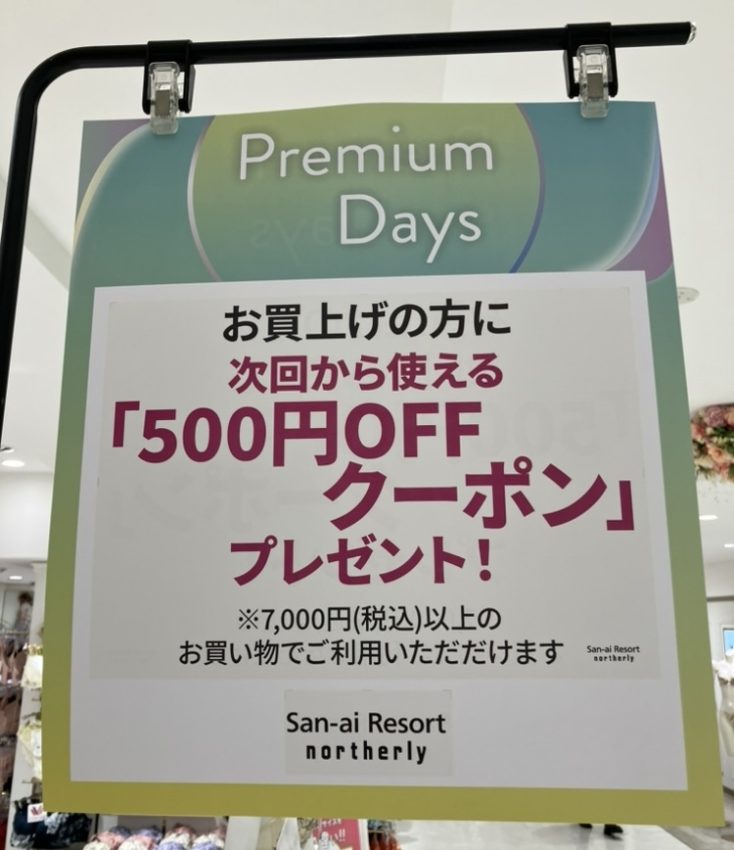 Premium
Days
お買上げの方に
次回から使える
「500円OFF
クーポン」
プレゼント！
※7,000円(税込)以上の
お買い物でご利用いただだけます
San-ai Resort
northerly
San-ai Resort
northerly